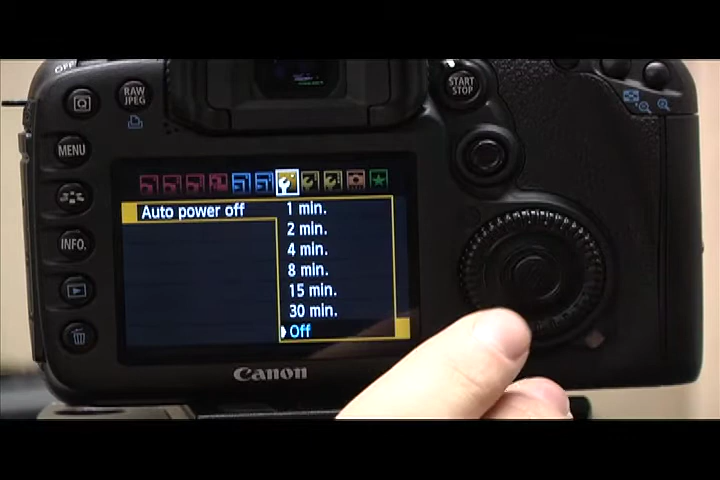 OFF
RAW
JPEG
START
STOP
MENU
INFO.
Auto power off
1 min.
2 min.
4 min.
8 min.
15 min.
30 min.
Off
Canon